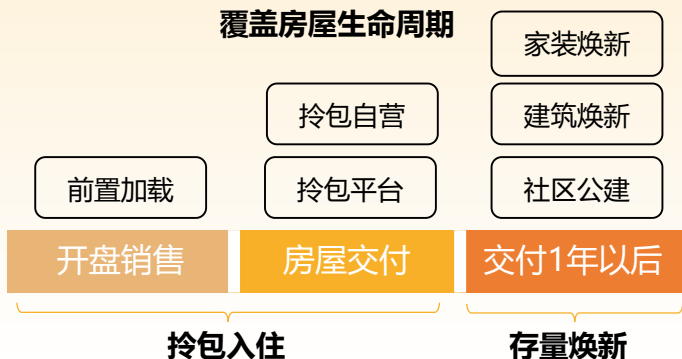 覆盖房屋生命周期
家装焕新
拎包自营
建筑焕新
前置加载
拎包平台
社区公建
开盘销售
房屋交付
交付1年以后
拎包入住
存量焕新